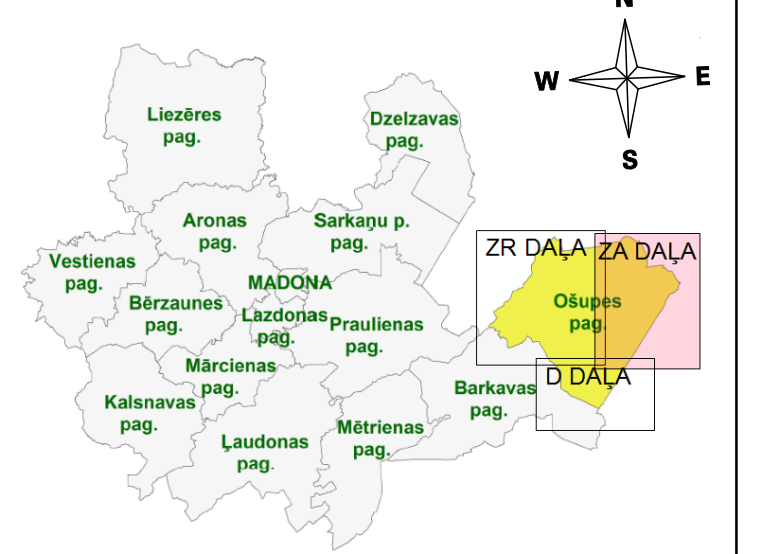 N
W
E
S
Liezēres
pag.
Dzelzavas
pag.
Aronas
pag.
Sarkaņu p.
pag.
ZR DAĻA
ZA DAĻA
Vestienas
pag.
MADONA
Bērzaunes
pag.
Lazdonas
pag.
Praulienas
pag.
Ošupes
pag.
Mārcienas
pag.
D DAĻA
Kalsnavas
pag.
Barkavas
pag.
Ļaudonas
pag.
Mētrienas
pag.